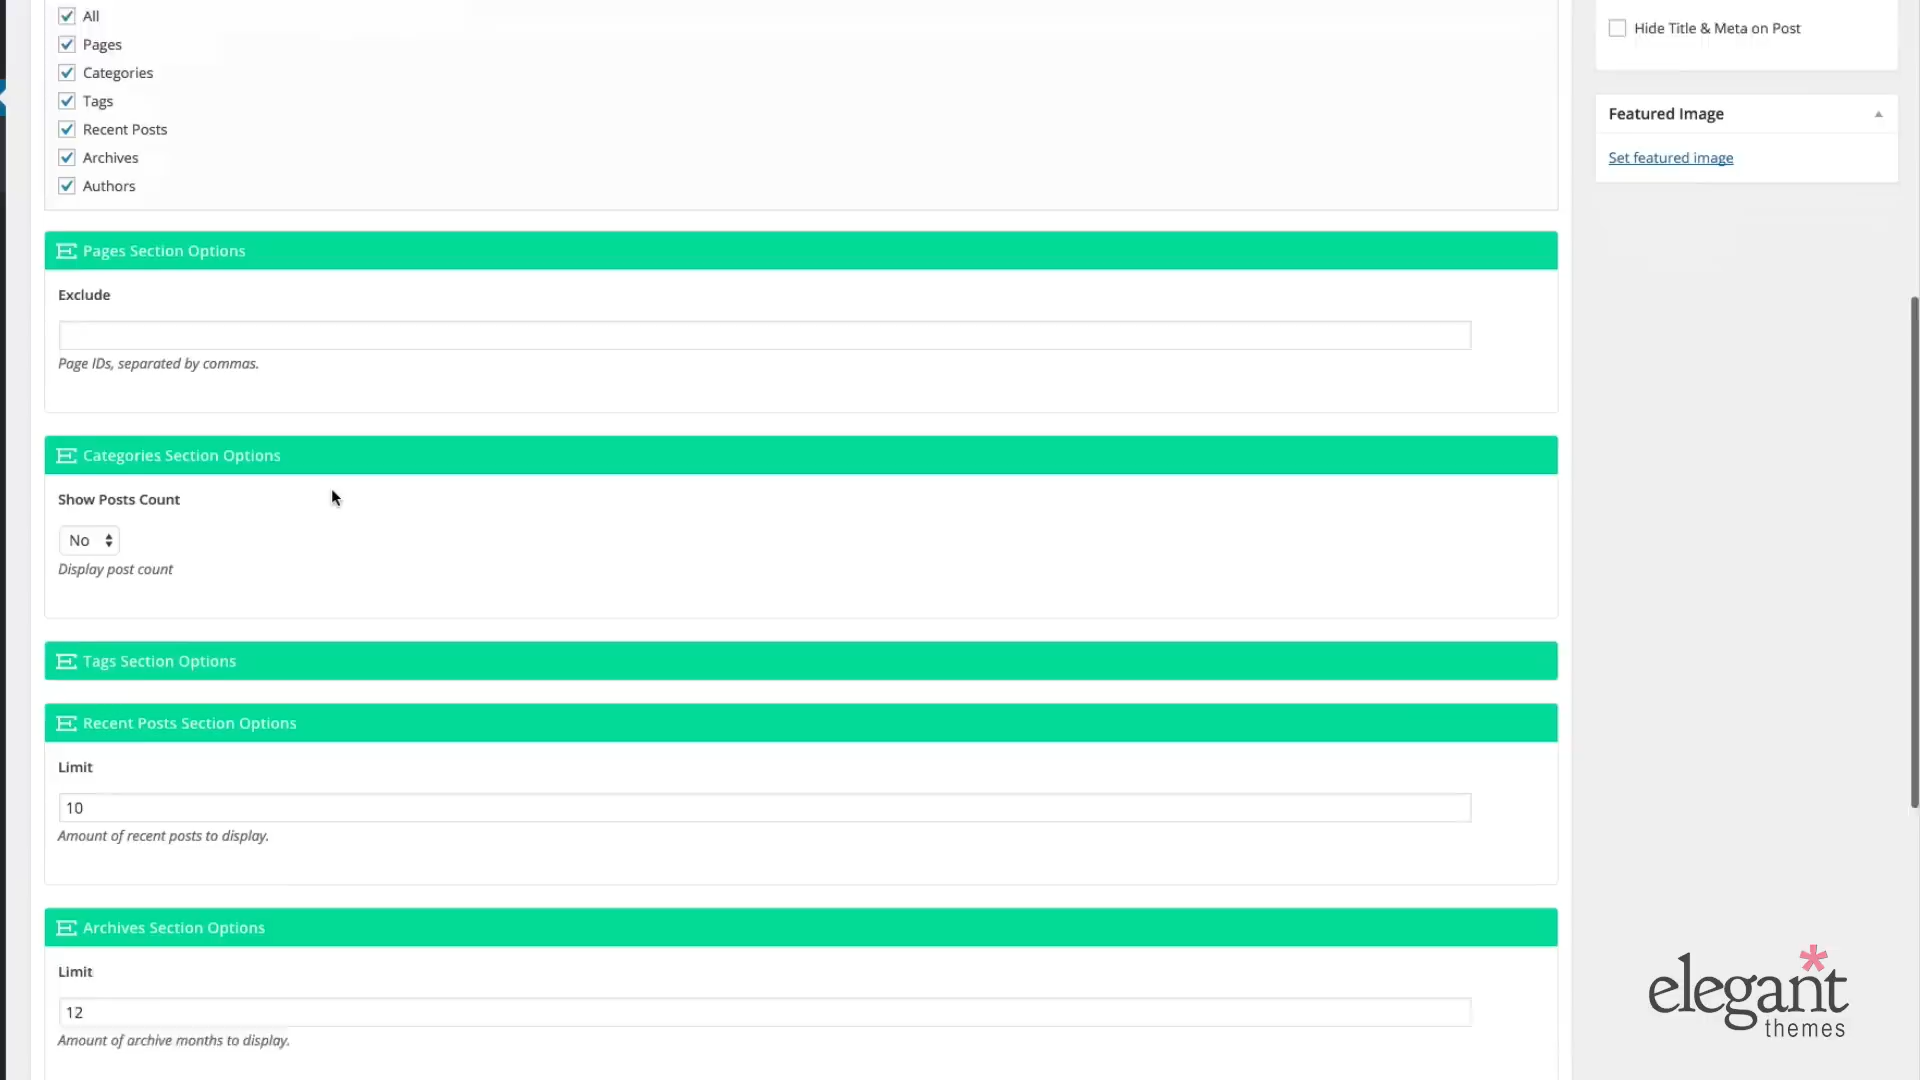 All
Pages
Categories
Tags
Recent Posts
Archives
Authors
Pages Section Options
Exclude
Page IDs, separated by commas.
Categories Section Options
Show Posts Count
No
Display post count
Tags Section Options
Recent Posts Section Options
Limit
10
Amount of recent posts to display.
Archives Section Options
Limit
12
Amount of archive months to display.
Hide Title & Meta on Post
Featured Image
Set featured image
elegant
themes